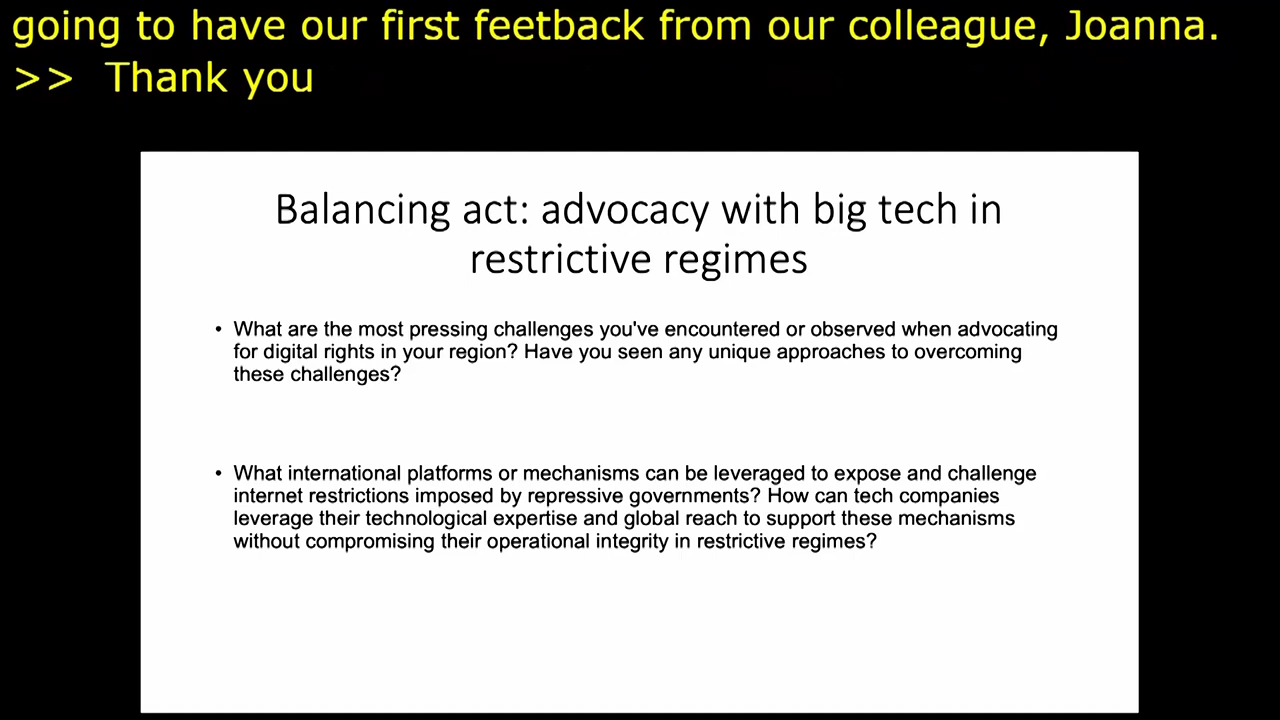 going to have our first feetback from our colleague, Joanna.
>> Thank you
Balancing act: advocacy with big tech in
restrictive regimes
• What are the most pressing challenges you've encountered or observed when advocating
for digital rights in your region? Have you seen any unique approaches to overcoming
these challenges?
• What international platforms or mechanisms can be leveraged to expose and challenge
internet restrictions imposed by repressive governments? How can tech companies
leverage their technological expertise and global reach to support these mechanisms
without compromising their operational integrity in restrictive regimes?